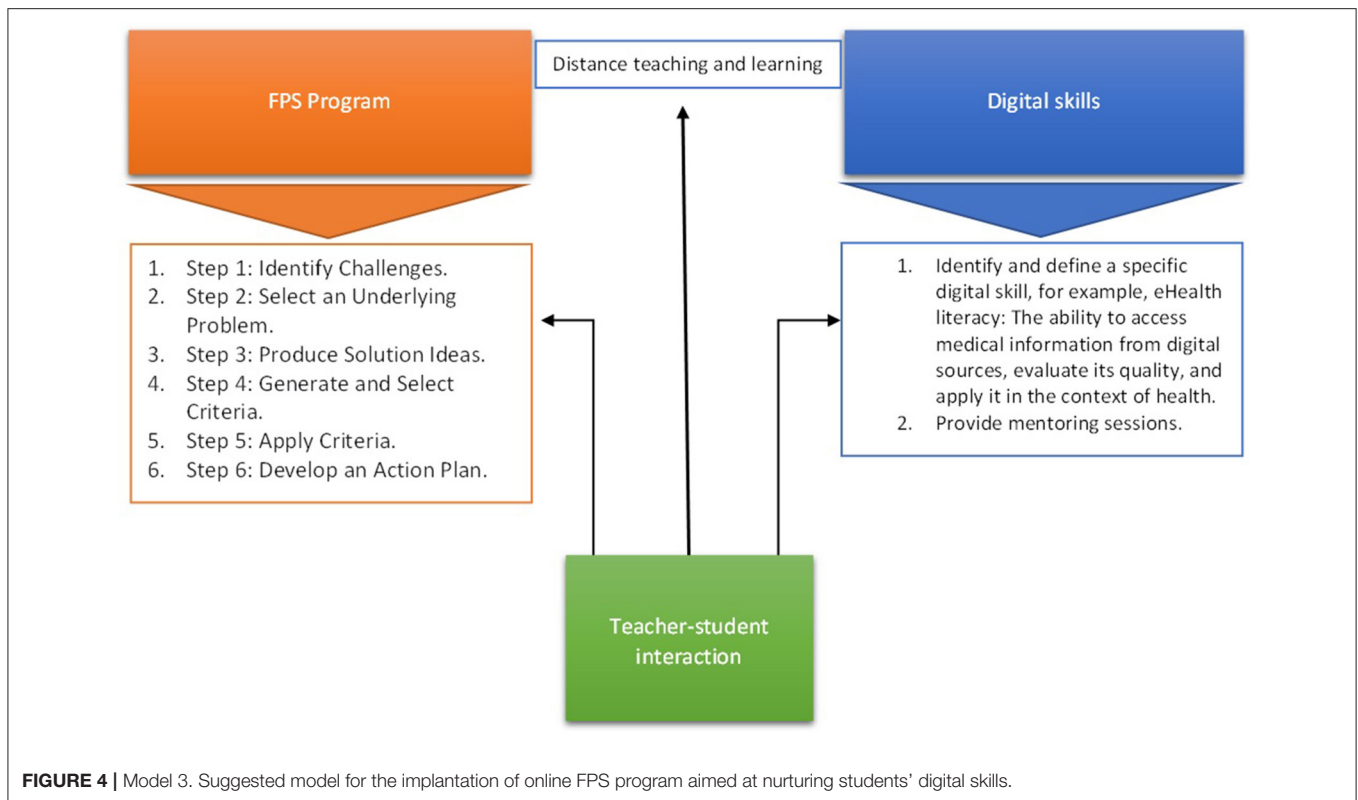 FPS Program
Distance teaching and learning
Digital skills
1. Step 1: Identify Challenges.
2. Step 2: Select an Underlying
Problem.
3. Step 3: Produce Solution Ideas.
4. Step 4: Generate and Select
Criteria.
5. Step 5: Apply Criteria.
6. Step 6: Develop an Action Plan.
1. Identify and define a specific
digital skill, for example, eHealth
literacy: The ability to access
medical information from digital
sources, evaluate its quality, and
apply it in the context of health.
2. Provide mentoring sessions.
Teacher-student
interaction
FIGURE 4 | Model 3. Suggested model for the implantation of online FPS program aimed at nurturing students’ digital skills.